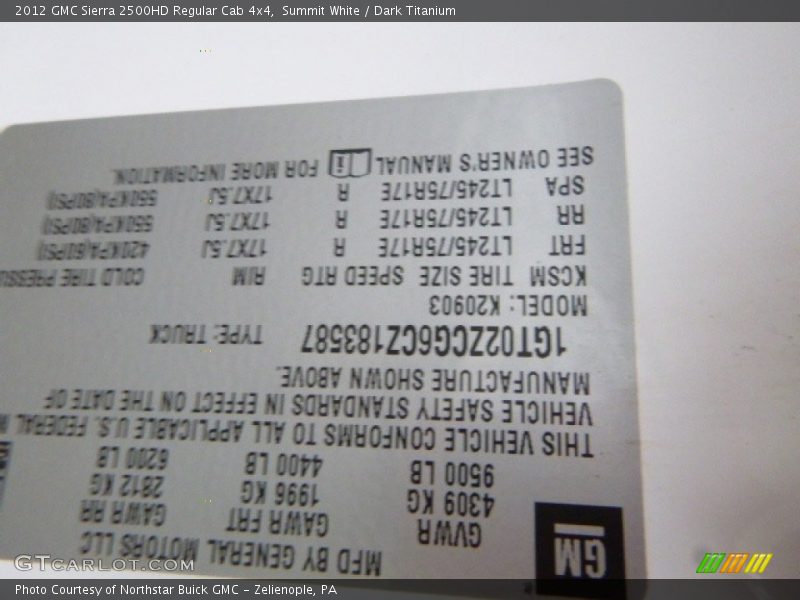 2012 GMC Sierra 2500HD Regular Cab 4x4, Summit White / Dark Titanium
GM
MFD BY GENERAL MOTORS LLC
GVWR GAWR FRT GAWR RR
4309 KG 1996 KG 2812 KG
9500 LB 4400 LB 6200 LB
THIS VEHICLE CONFORMS TO ALL APPLICABLE U.S. FEDERAL
VEHICLE SAFETY STANDARDS IN EFFECT ON THE DATE OF
MANUFACTURE SHOWN ABOVE.
1GT02ZCG6CZ183587 TYPE: TRUCK
MODEL: K20903
KCSM TIRE SIZE SPEED RTG RIM COLD TIRE PRESSU
FRT LT245/75R17E R 17X7.5J 420KPA(60PSI)
RR LT245/75R17E R 17X7.5J 550KPA(80PSI)
SPA LT245/75R17E R 17X7.5J 550KPA(80PSI)
SEE OWNER'S MANUAL i FOR MORE INFORMATION.
GTCarLot.com
Photo Courtesy of Northstar Buick GMC - Zelienople, PA